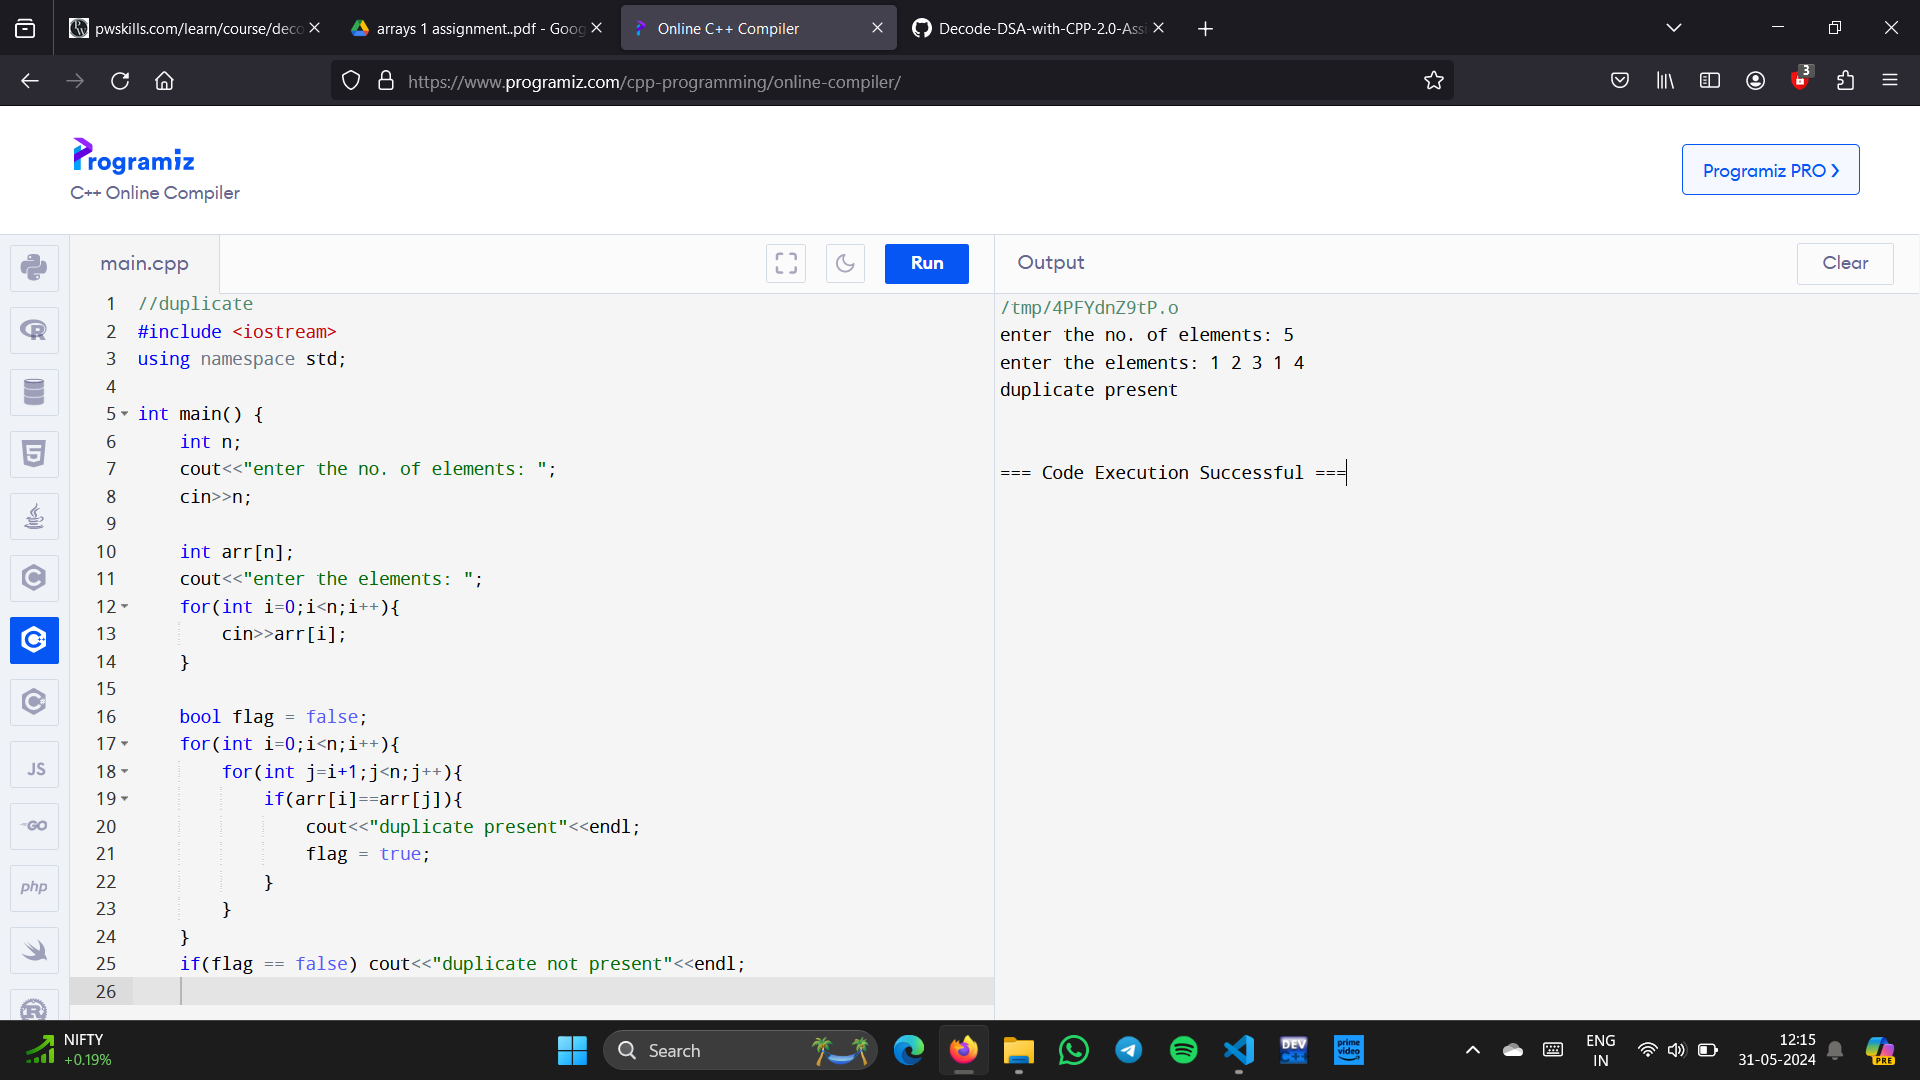 pwskills.com/learn/course/deco
arrays 1 assignment..pdf - Goog
Online C++ Compiler
Decode-DSA-with-CPP-2.0-Assi
https://www.programiz.com/cpp-programming/online-compiler/
3
Programiz
C++ Online Compiler
Programiz PRO ❯
main.cpp
Run
Output
Clear
1 //duplicate
2 #include <iostream>
3 using namespace std;
4
5 int main() {
6 int n;
7 cout<<"enter the no. of elements: ";
8 cin>>n;
9
10 int arr[n];
11 cout<<"enter the elements: ";
12 for(int i=0;i<n;i++){
13 cin>>arr[i];
14 }
15
16 bool flag = false;
17 for(int i=0;i<n;i++){
18 for(int j=i+1;j<n;j++){
19 if(arr[i]==arr[j]){
20 cout<<"duplicate present"<<endl;
21 flag = true;
22 }
23 }
24 }
25 if(flag == false) cout<<"duplicate not present"<<endl;
26
/tmp/4PFYdnZ9tP.o
enter the no. of elements: 5
enter the elements: 1 2 3 1 4
duplicate present
=== Code Execution Successful ===
JS
GO
php
NIFTY
+0.19%
Search
DEV
C++
prime
video
ENG
IN
12:15
31-05-2024
PRE